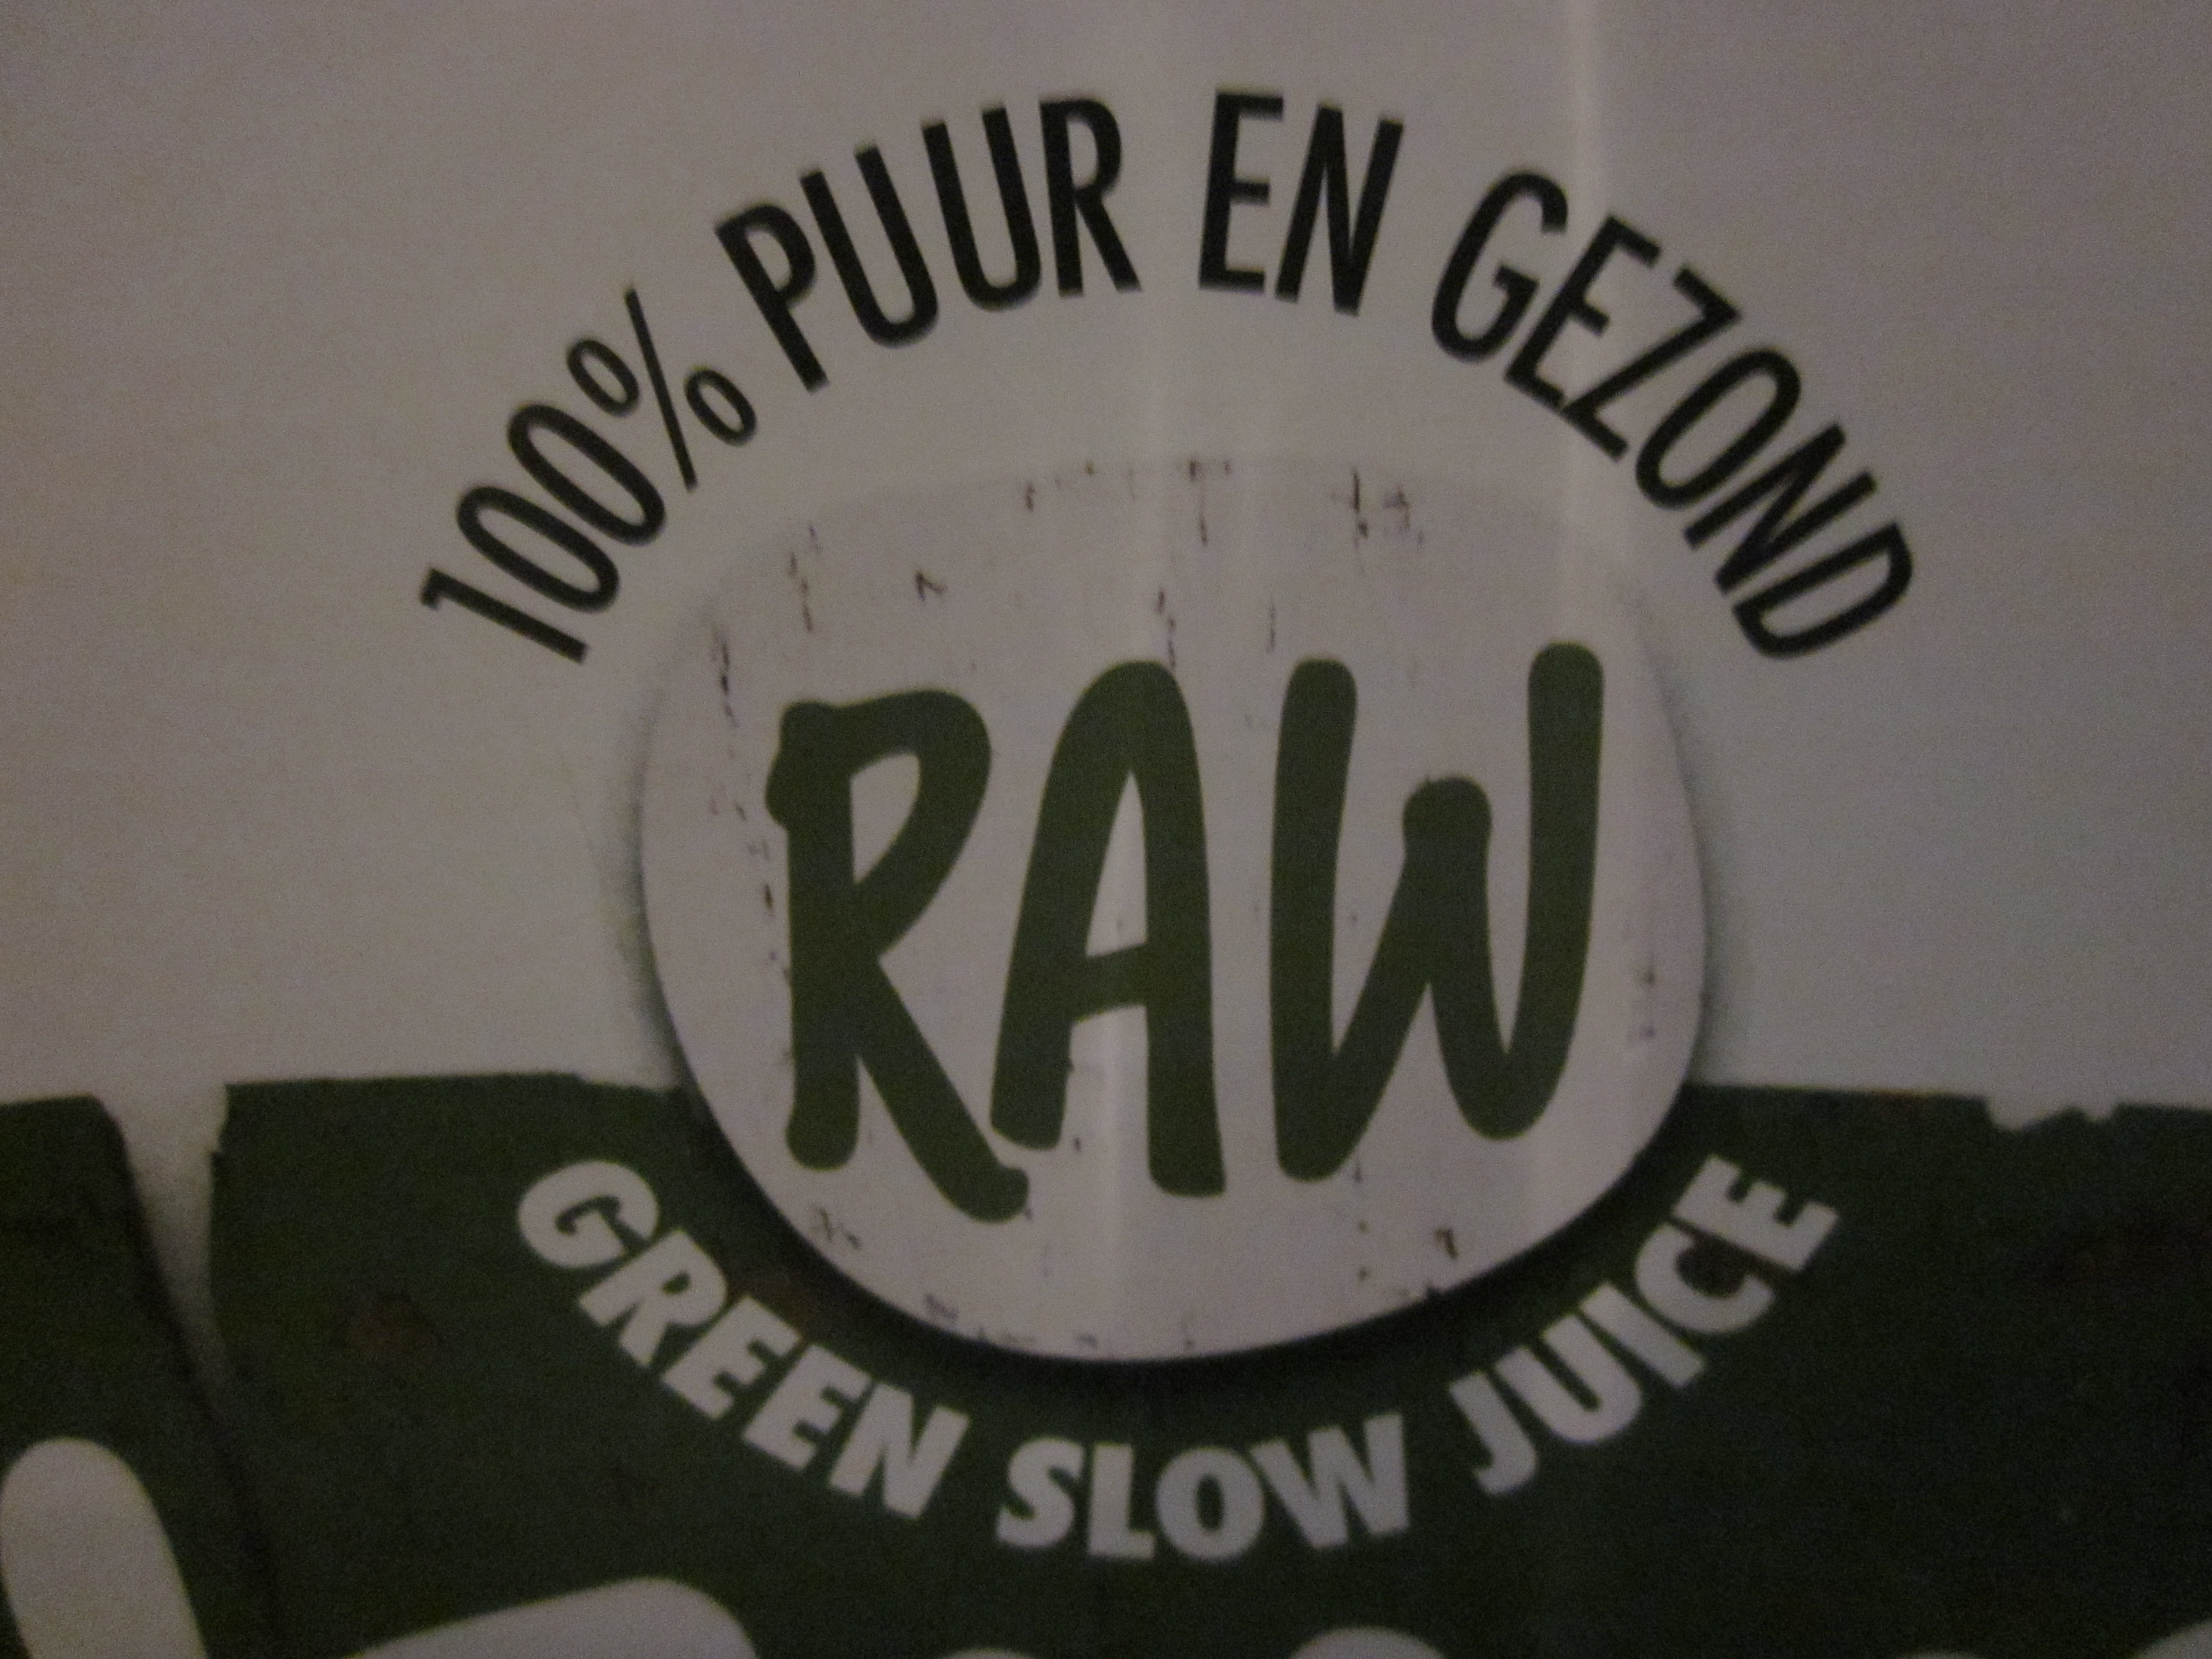 100% PUUR EN GEZOND
RAW
GREEN SLOW JUICE